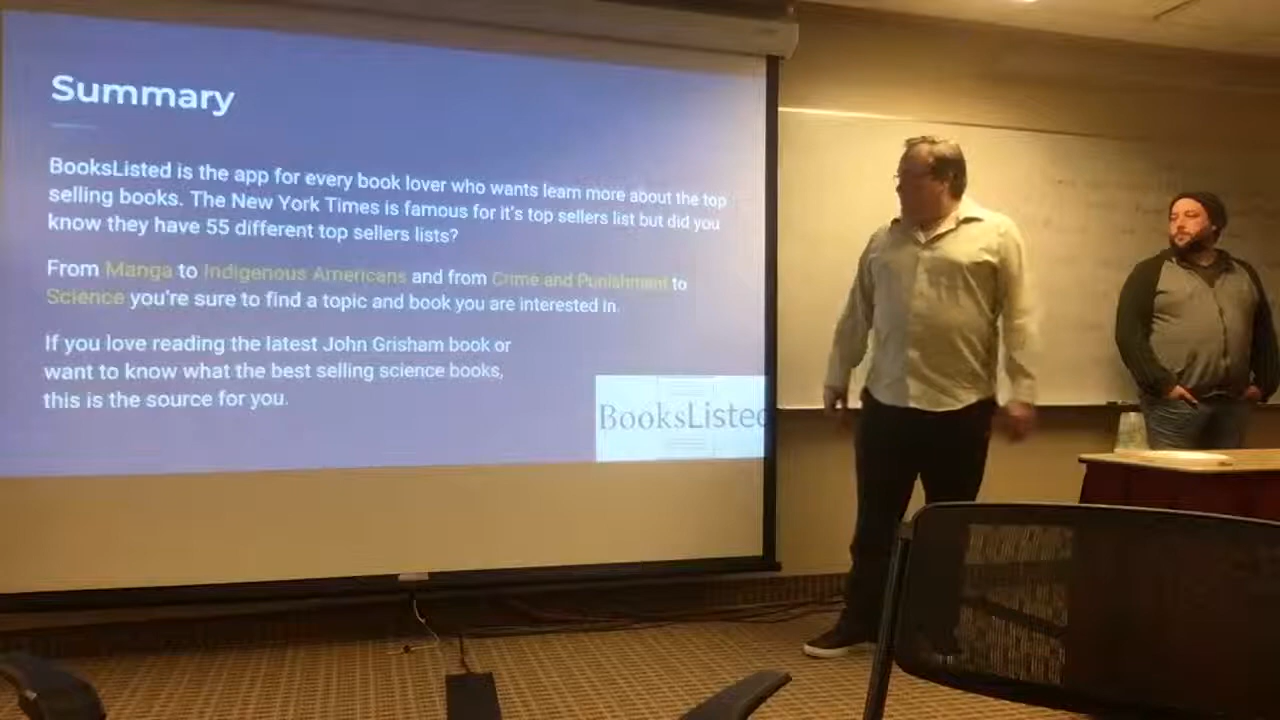 Summary
BooksListed is the app for every book lover who wants learn more about the top
selling books. The New York Times is famous for it's top sellers list but did you
know they have 55 different top sellers lists?
From Manga to Indigenous Americans and from Crime and Punishment to
Science you're sure to find a topic and book you are interested in.
If you love reading the latest John Grisham book or
want to know what the best selling science books,
this is the source for you.
BooksListed